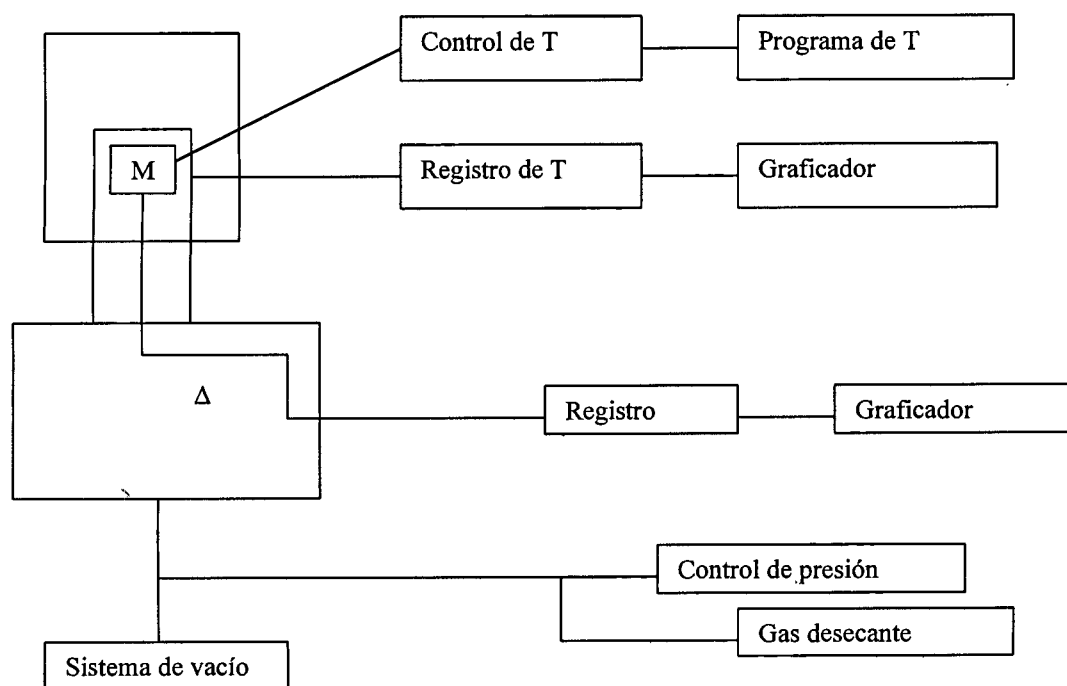 Control de T
Programa de T
M
Registro de T
Graficador
Δ
Registro
Graficador
Control de presión
Gas desecante
Sistema de vacío